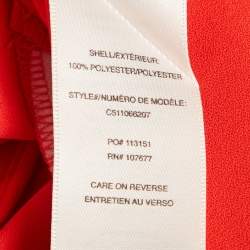 SHELL/EXTÉRIEUR:
100% POLYESTER/POLYESTER
STYLE#/NUMÉRO DE MODÈLE:
C511066207
PO# 113151
RN# 107677
CARE ON REVERSE
ENTRETIEN AU VERSO